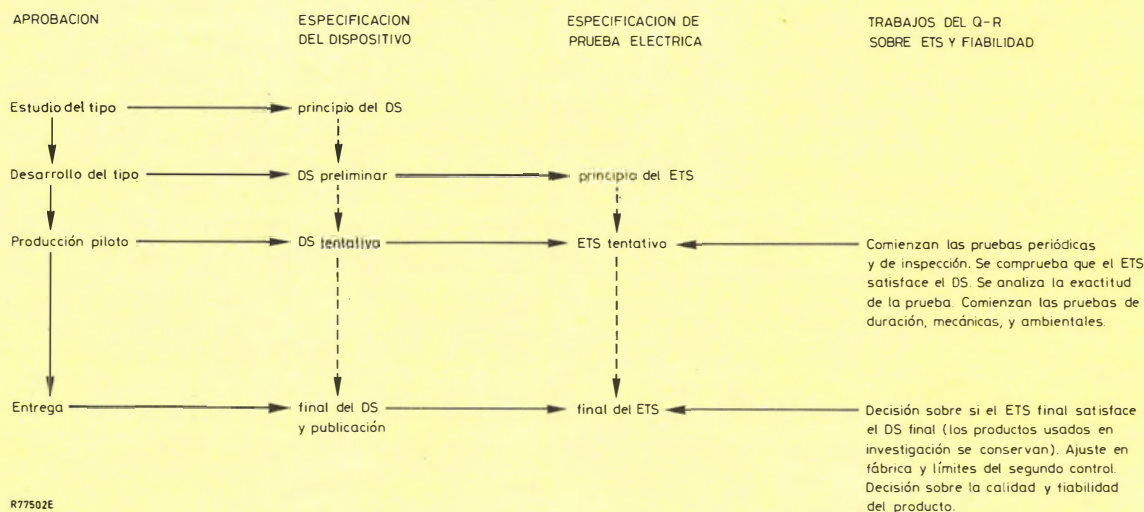 APROBACION
ESPECIFICACION
DEL DISPOSITIVO
ESPECIFICACION DE
PRUEBA ELECTRICA
TRABAJOS DEL Q-R
SOBRE ETS Y FIABILIDAD
Estudio del tipo
principio del DS
Desarrollo del tipo
DS preliminar
principio del ETS
Producción piloto
DS tentativa
ETS tentativo
Comienzan las pruebas periódicas
y de inspección. Se comprueba que el ETS
satisface el DS. Se analiza la exactitud
de la prueba. Comienzan las pruebas de
duración, mecánicas, y ambientales.
Entrega
final del DS
y publicación
final del ETS
Decisión sobre si el ETS final satisface
el DS final (los productos usados en
investigación se conservan). Ajuste en
fábrica y límites del segundo control.
Decisión sobre la calidad y fiabilidad
del producto.
R77502E